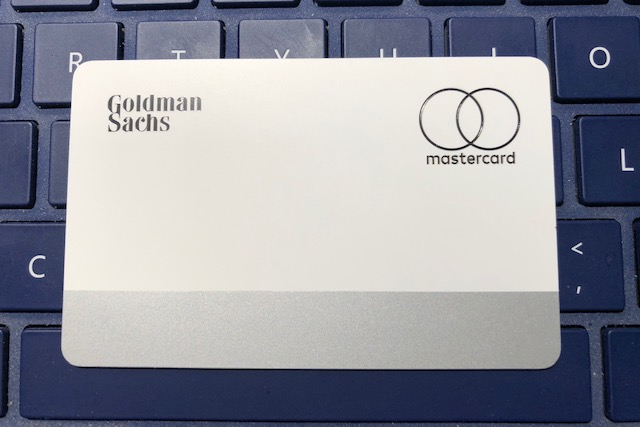 R T Y U I O
Goldman
Sachs
mastercard
L
C
<
,